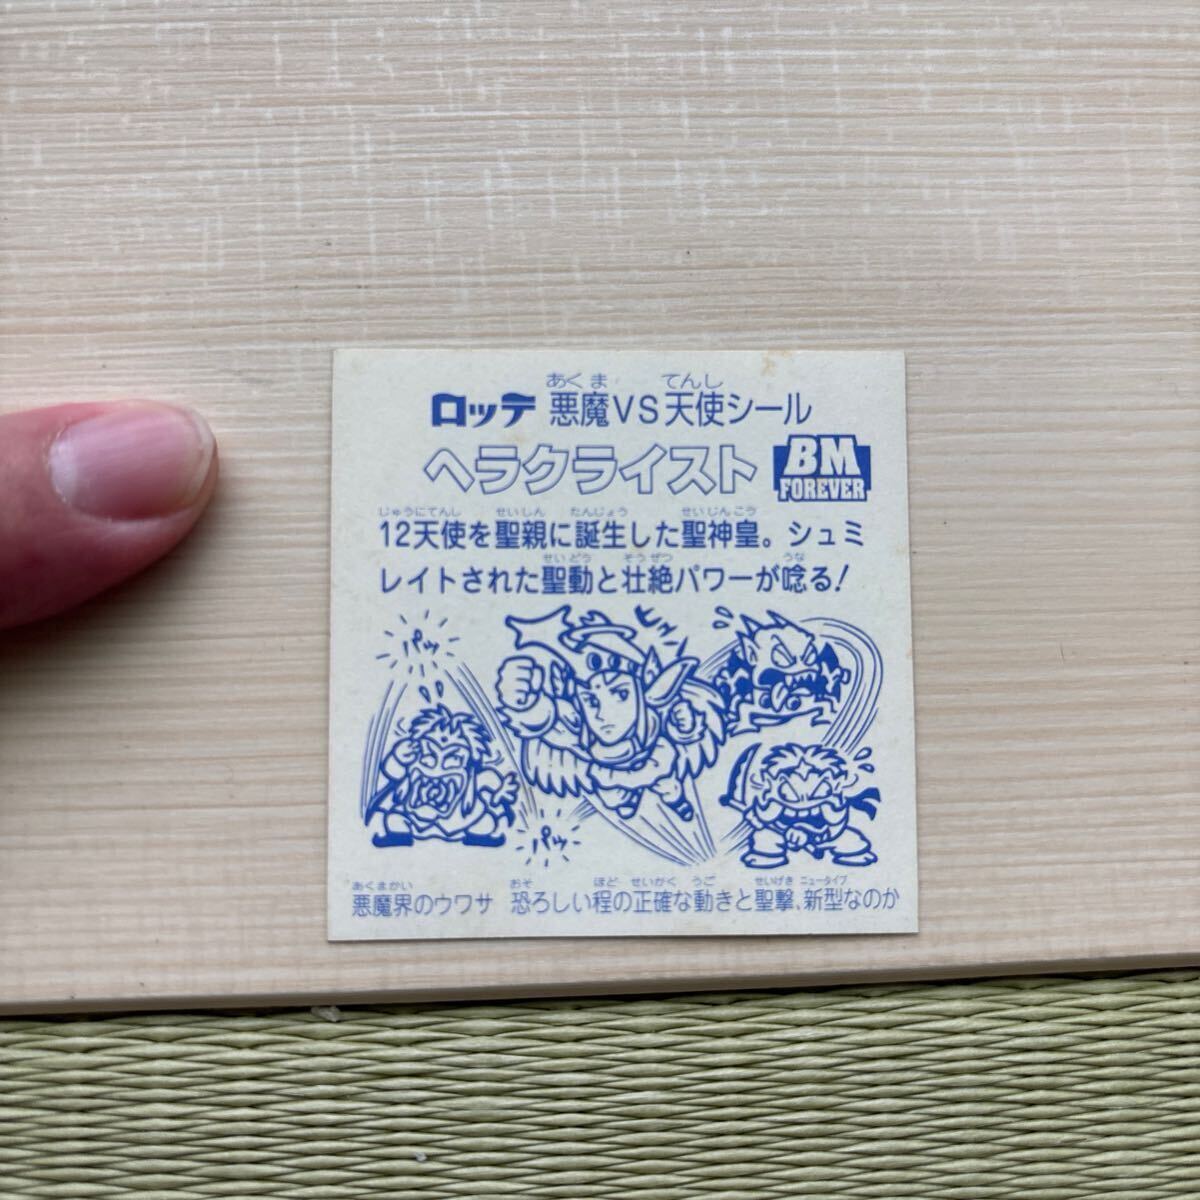 あくま てんし
ロッテ 悪魔VS天使シール
ヘラクライスト BM FOREVER
じゅうにてんし せいしん たんじょう せいじんこう
12天使を聖親に誕生した聖神皇。シュミ
せいどう そうぜつ うな
レイトされた聖動と壮絶パワーが唸る!
ヒュー
パッ
パッ
あくまかい おそ ほど せいかく うご せいげき ニュータイプ
悪魔界のウワサ 恐ろしい程の正確な動きと聖撃、新型なのか